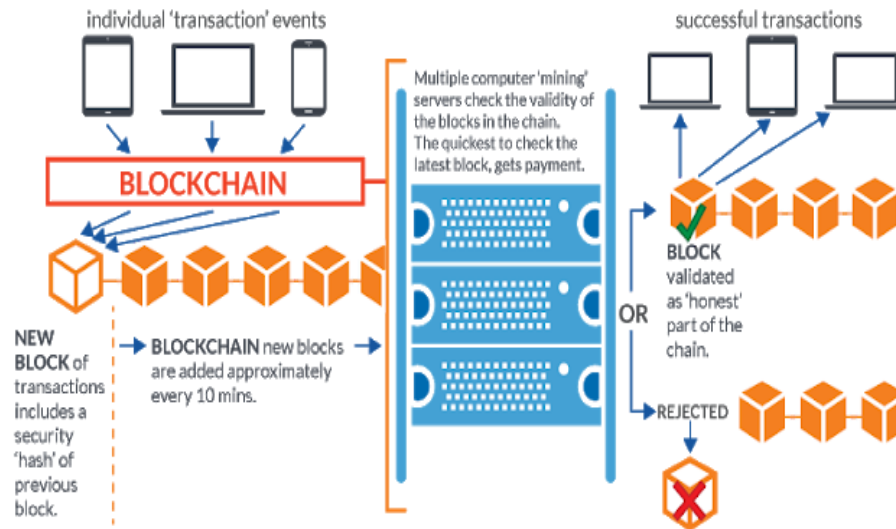 individual 'transaction' events
successful transactions
Multiple computer 'mining'
servers check the validity of
the blocks in the chain.
The quickest to check the
latest block, gets payment.
BLOCKCHAIN
NEW
BLOCK of
transactions
includes a
security
'hash' of
previous
block.
BLOCKCHAIN new blocks
are added approximately
every 10 mins.
OR
BLOCK
validated
as 'honest'
part of the
chain.
REJECTED